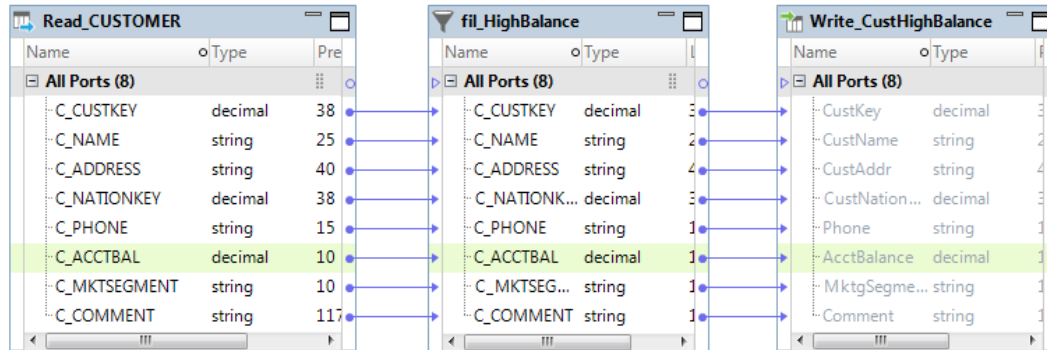 Read_CUSTOMER
Name Type Pre
All Ports (8)
C_CUSTKEY decimal 38
C_NAME string 25
C_ADDRESS string 40
C_NATIONKEY decimal 38
C_PHONE string 15
C_ACCTBAL decimal 10
C_MKTSEGMENT string 10
C_COMMENT string 117
fil_HighBalance
Name Type
All Ports (8)
C_CUSTKEY decimal
C_NAME string
C_ADDRESS string
C_NATIONK... decimal
C_PHONE string
C_ACCTBAL decimal
C_MKTSEG... string
C_COMMENT string
Write_CustHighBalance
Name Type
All Ports (8)
CustKey decimal
CustName string
CustAddr string
CustNation... decimal
Phone string
AcctBalance decimal
MktgSegme... string
Comment string